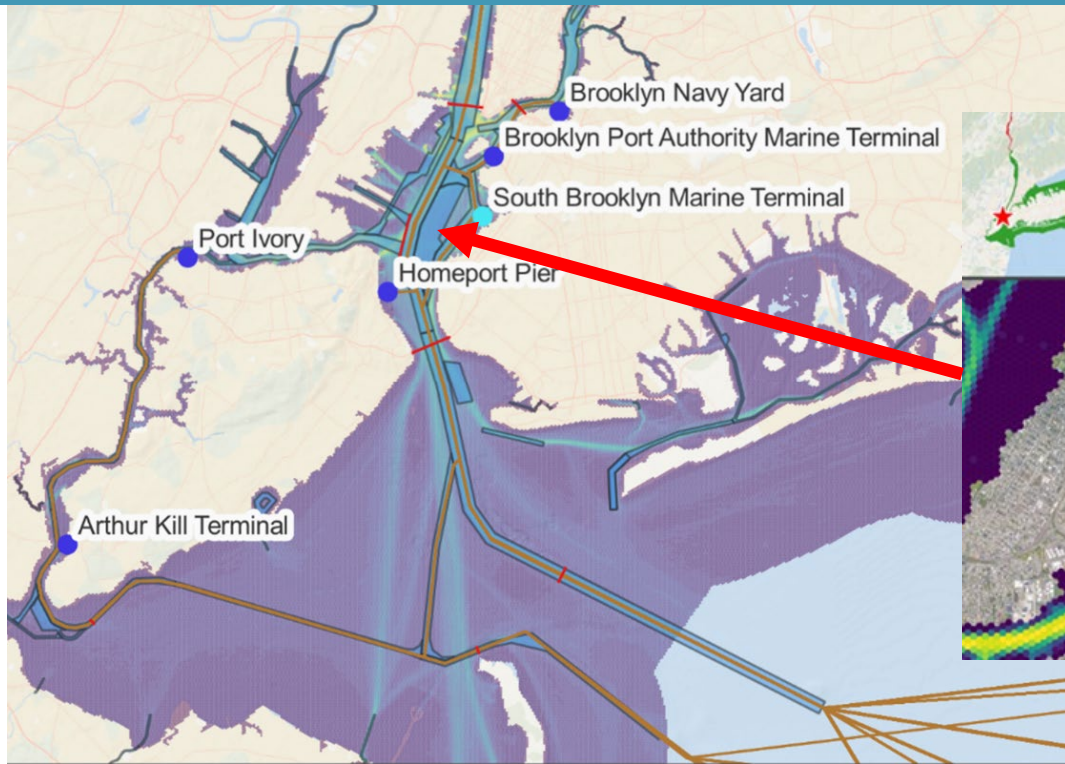 Brooklyn Navy Yard
Brooklyn Port Authority Marine Terminal
South Brooklyn Marine Terminal
Port Ivory
Homeport Pier
Arthur Kill Terminal